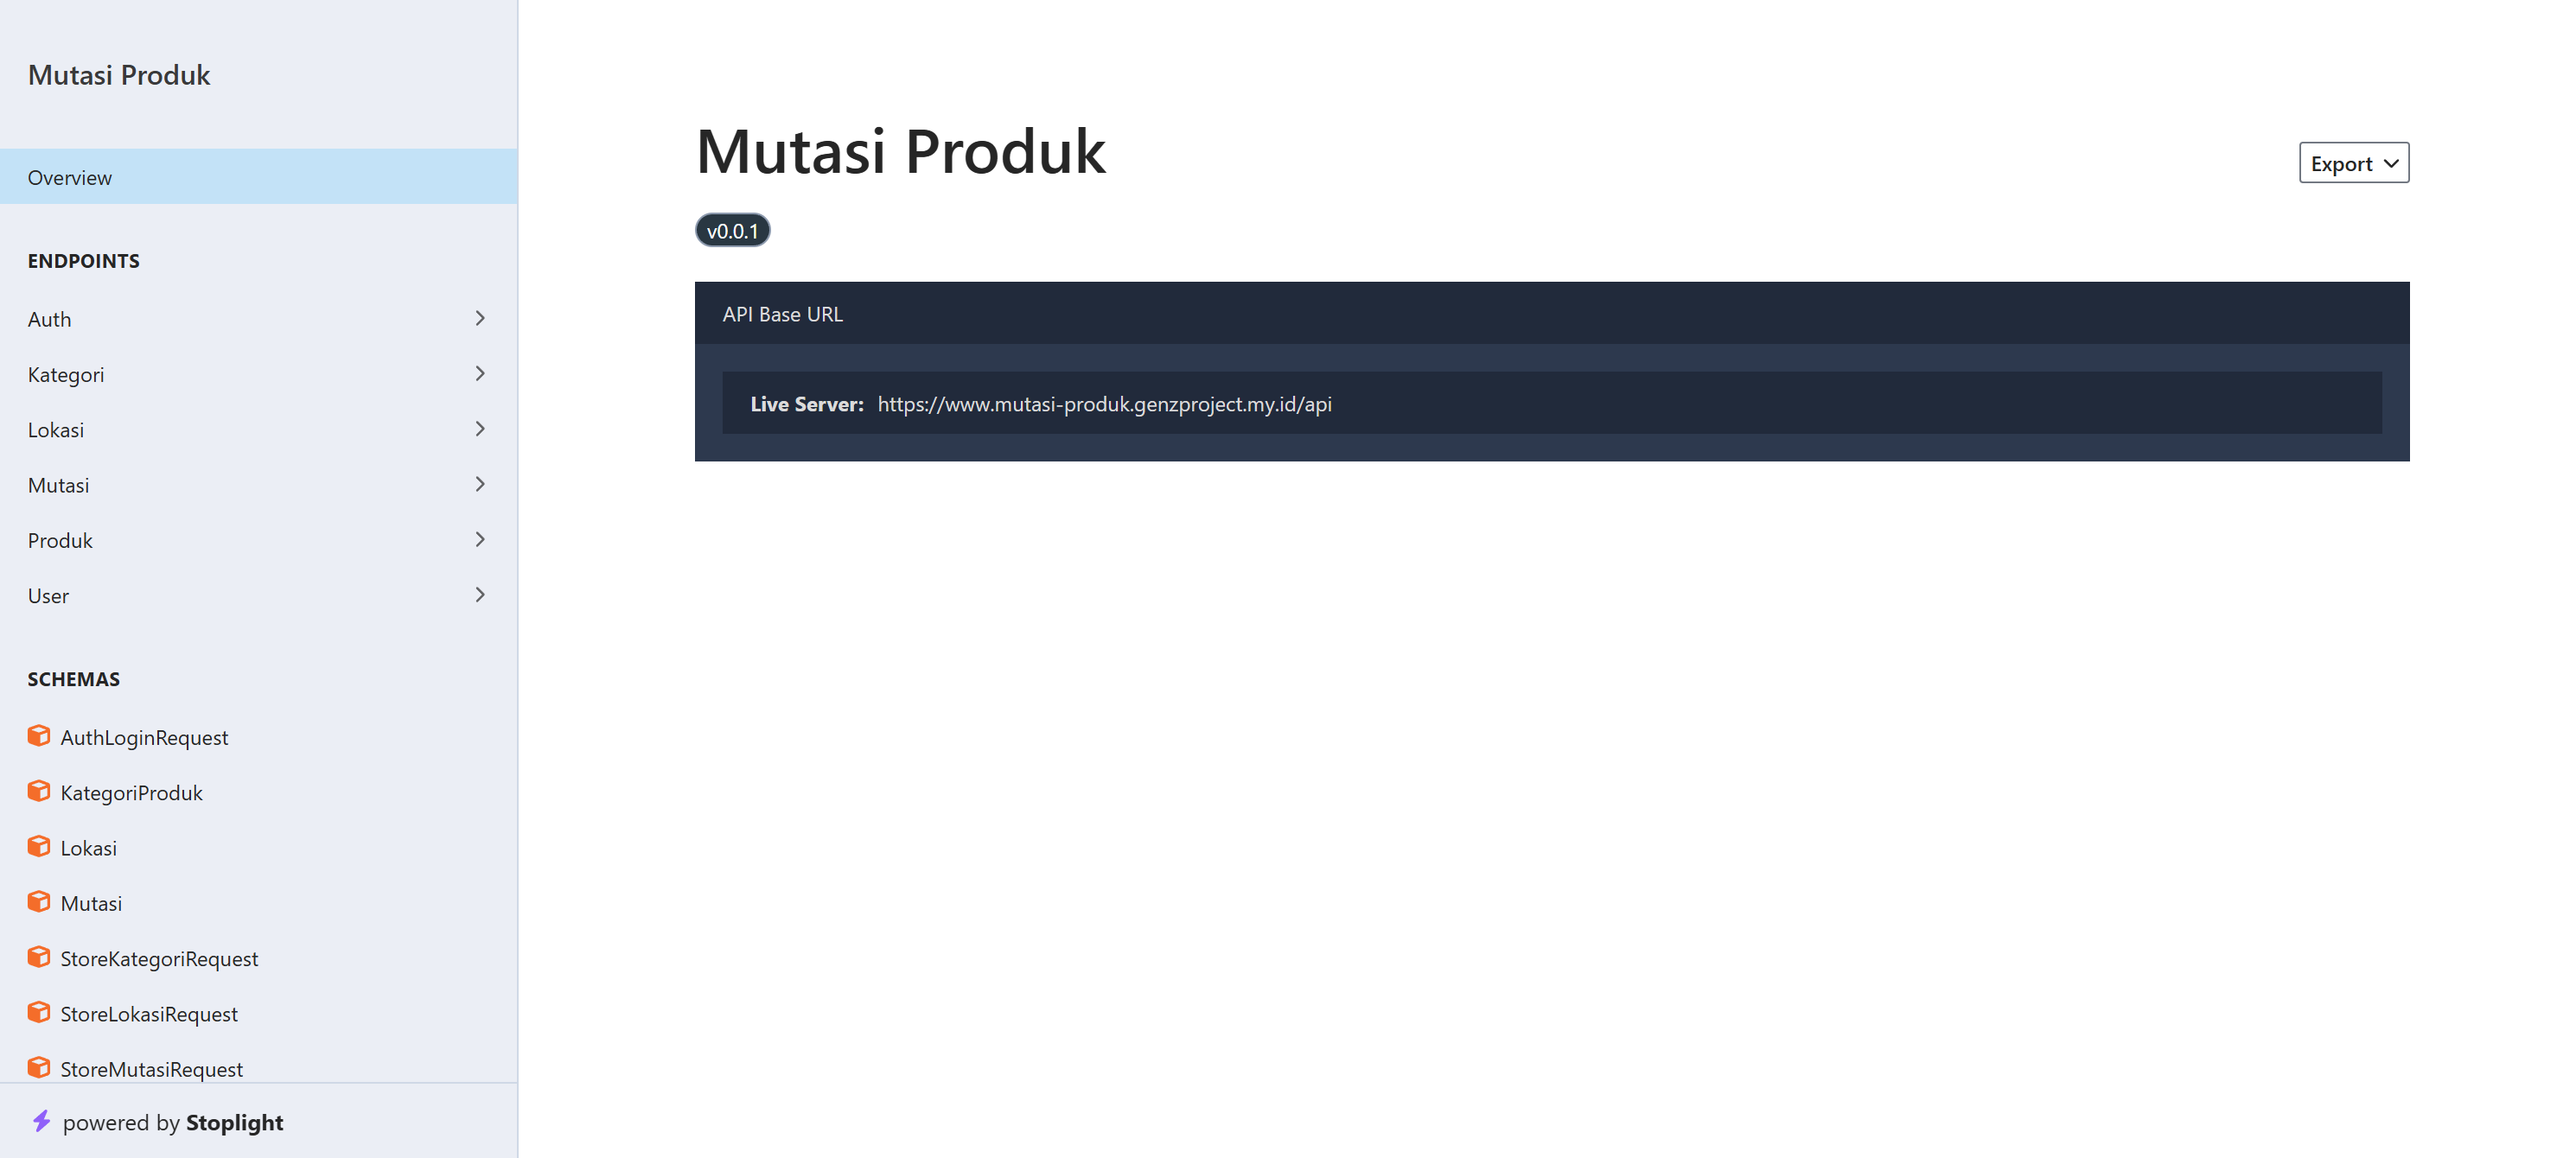 Mutasi Produk
Overview
ENDPOINTS
Auth
Kategori
Lokasi
Mutasi
Produk
User
SCHEMAS
AuthLoginRequest
KategoriProduk
Lokasi
Mutasi
StoreKategoriRequest
StoreLokasiRequest
StoreMutasiRequest
powered by Stoplight
Mutasi Produk
Export
v0.0.1
API Base URL
Live Server: https://www.mutasi-produk.genzproject.my.id/api